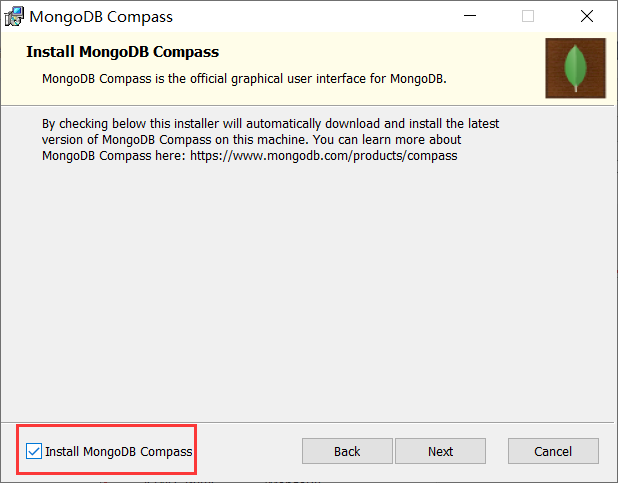 MongoDB Compass
Install MongoDB Compass
MongoDB Compass is the official graphical user interface for MongoDB.
By checking below this installer will automatically download and install the latest
version of MongoDB Compass on this machine. You can learn more about
MongoDB Compass here: https://www.mongodb.com/products/compass
Install MongoDB Compass
Back
Next
Cancel